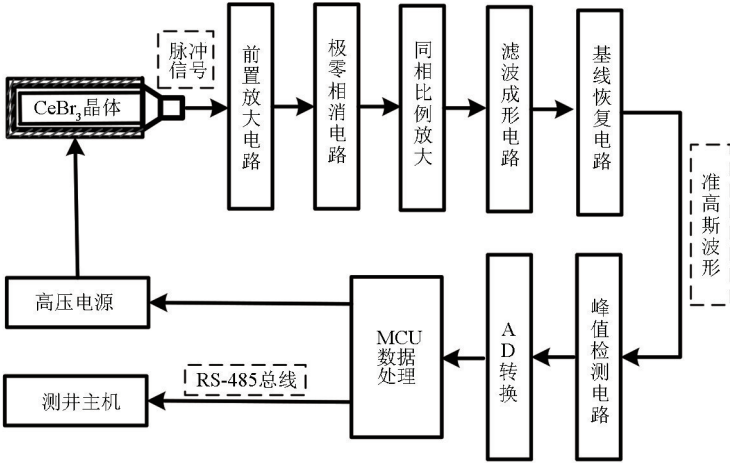 脉冲
信号
CeBr₃晶体
前置放大电路
极零相消电路
同相比例放大
滤波成形电路
基线恢复电路
准高斯波形
高压电源
MCU
数据
处理
AD转换
峰值检测电路
RS-485总线
测井主机